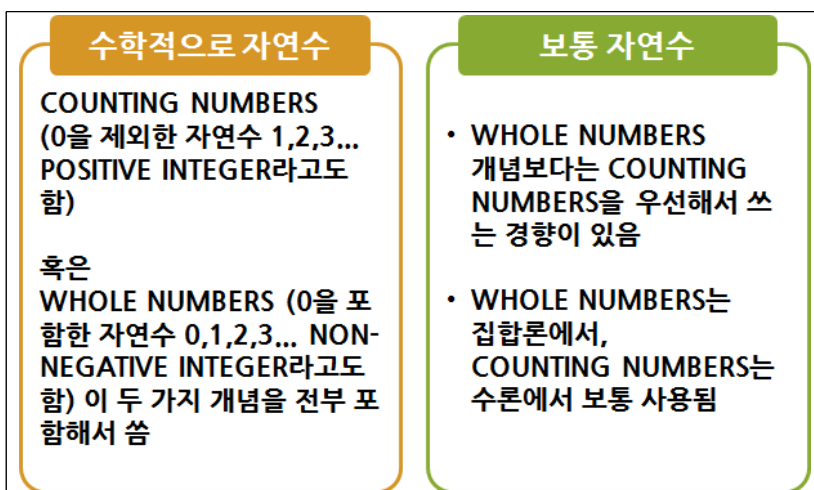 수학적으로 자연수
COUNTING NUMBERS
(0을 제외한 자연수 1,2,3...
POSITIVE INTEGER라고도
함)
혹은
WHOLE NUMBERS (0을 포
함한 자연수 0,1,2,3... NON-
NEGATIVE INTEGER라고도
함) 이 두 가지 개념을 전부 포
함해서 씀
보통 자연수
• WHOLE NUMBERS
개념보다는 COUNTING
NUMBERS을 우선해서 쓰
는 경향이 있음
• WHOLE NUMBERS는
집합론에서,
COUNTING NUMBERS는
수론에서 보통 사용됨